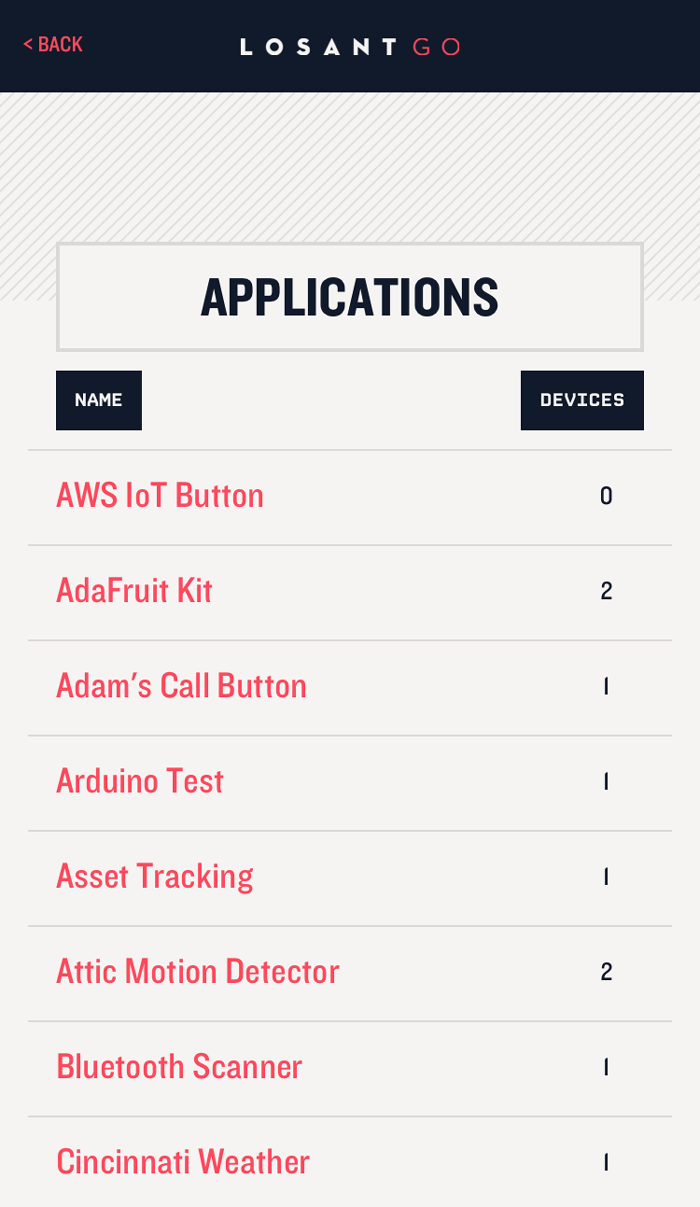 < BACK
LOSANT GO
APPLICATIONS
NAME DEVICES
AWS IoT Button 0
AdaFruit Kit 2
Adam's Call Button 1
Arduino Test 1
Asset Tracking 1
Attic Motion Detector 2
Bluetooth Scanner 1
Cincinnati Weather 1